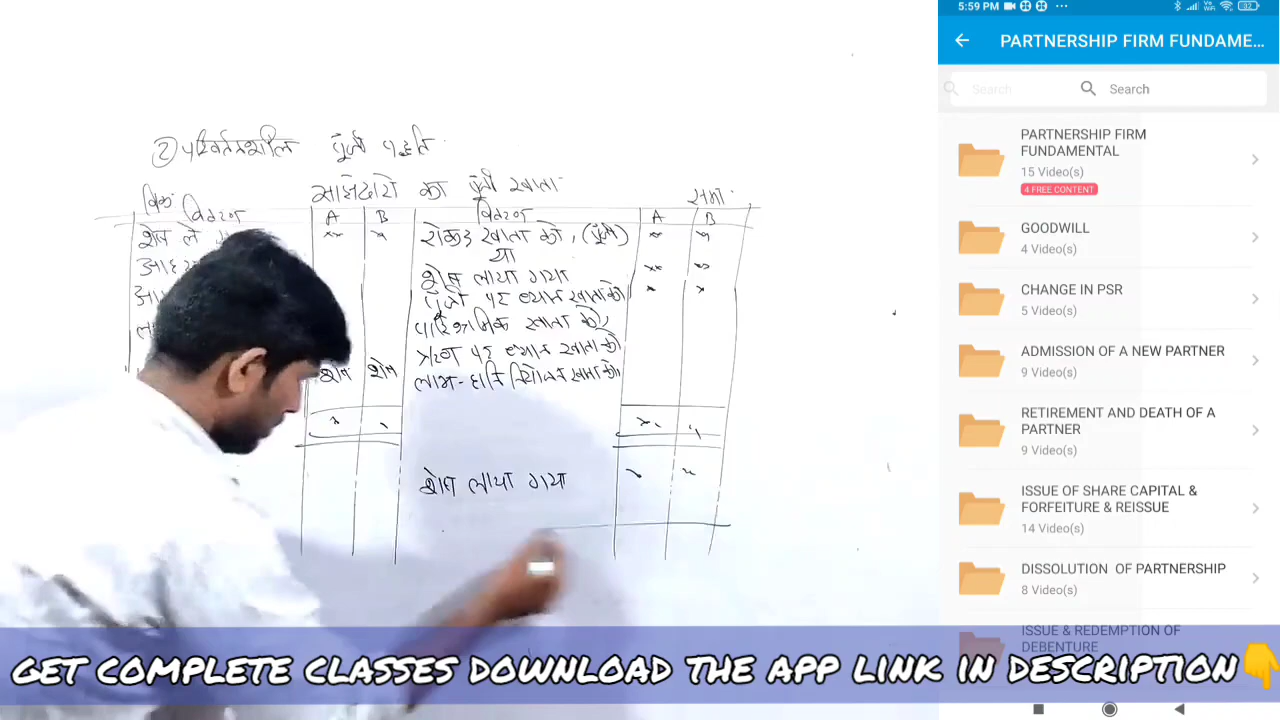 ② परिवर्तनशील पूंजी पद्धति
साझेदारो का पूंजी खाता
विवरण A B विवरण A B
रोकड खाता को, (पूंजी)
या
शेष लाया गया
पूंजी पर ब्याज खाता को
पारिश्रमिक खाता को,
ऋण पर ब्याज खाता को
शेष शेष लाभ-हानि नियोजन खाता को
शेष लाया गया
5:59 PM
32
PARTNERSHIP FIRM FUNDAME...
Search Search
PARTNERSHIP FIRM
FUNDAMENTAL
15 Video(s)
4 FREE CONTENT
GOODWILL
4 Video(s)
CHANGE IN PSR
5 Video(s)
ADMISSION OF A NEW PARTNER
9 Video(s)
RETIREMENT AND DEATH OF A
PARTNER
9 Video(s)
ISSUE OF SHARE CAPITAL &
FORFEITURE & REISSUE
14 Video(s)
DISSOLUTION OF PARTNERSHIP
8 Video(s)
ISSUE & REDEMPTION OF
DEBENTURE
GET COMPLETE CLASSES DOWNLOAD THE APP LINK IN DESCRIPTION👇